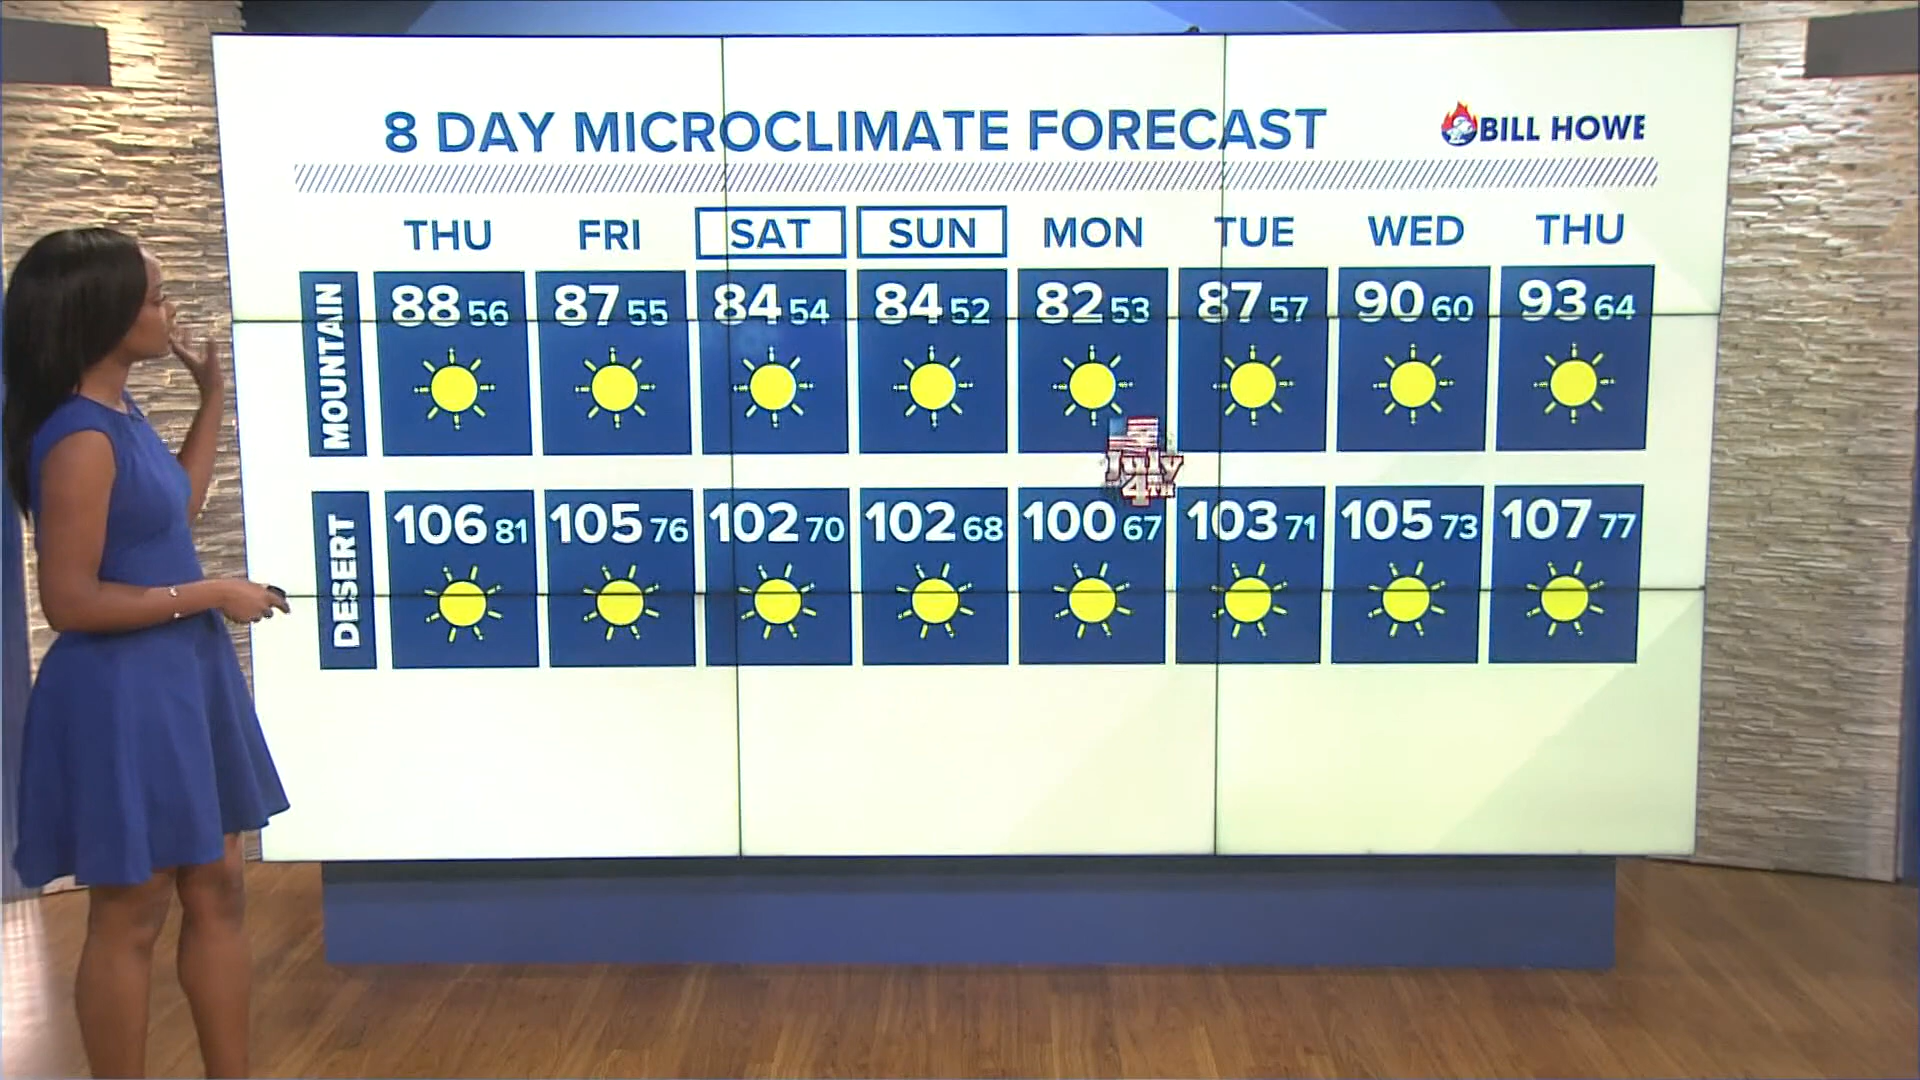 8 DAY MICROCLIMATE FORECAST
BILL HOWE
THU FRI SAT SUN MON TUE WED THU
MOUNTAIN
88 56 87 55 84 54 84 52 82 53 87 57 90 60 93 64
July
4TH
DESERT
106 81 105 76 102 70 102 68 100 67 103 71 105 73 107 77